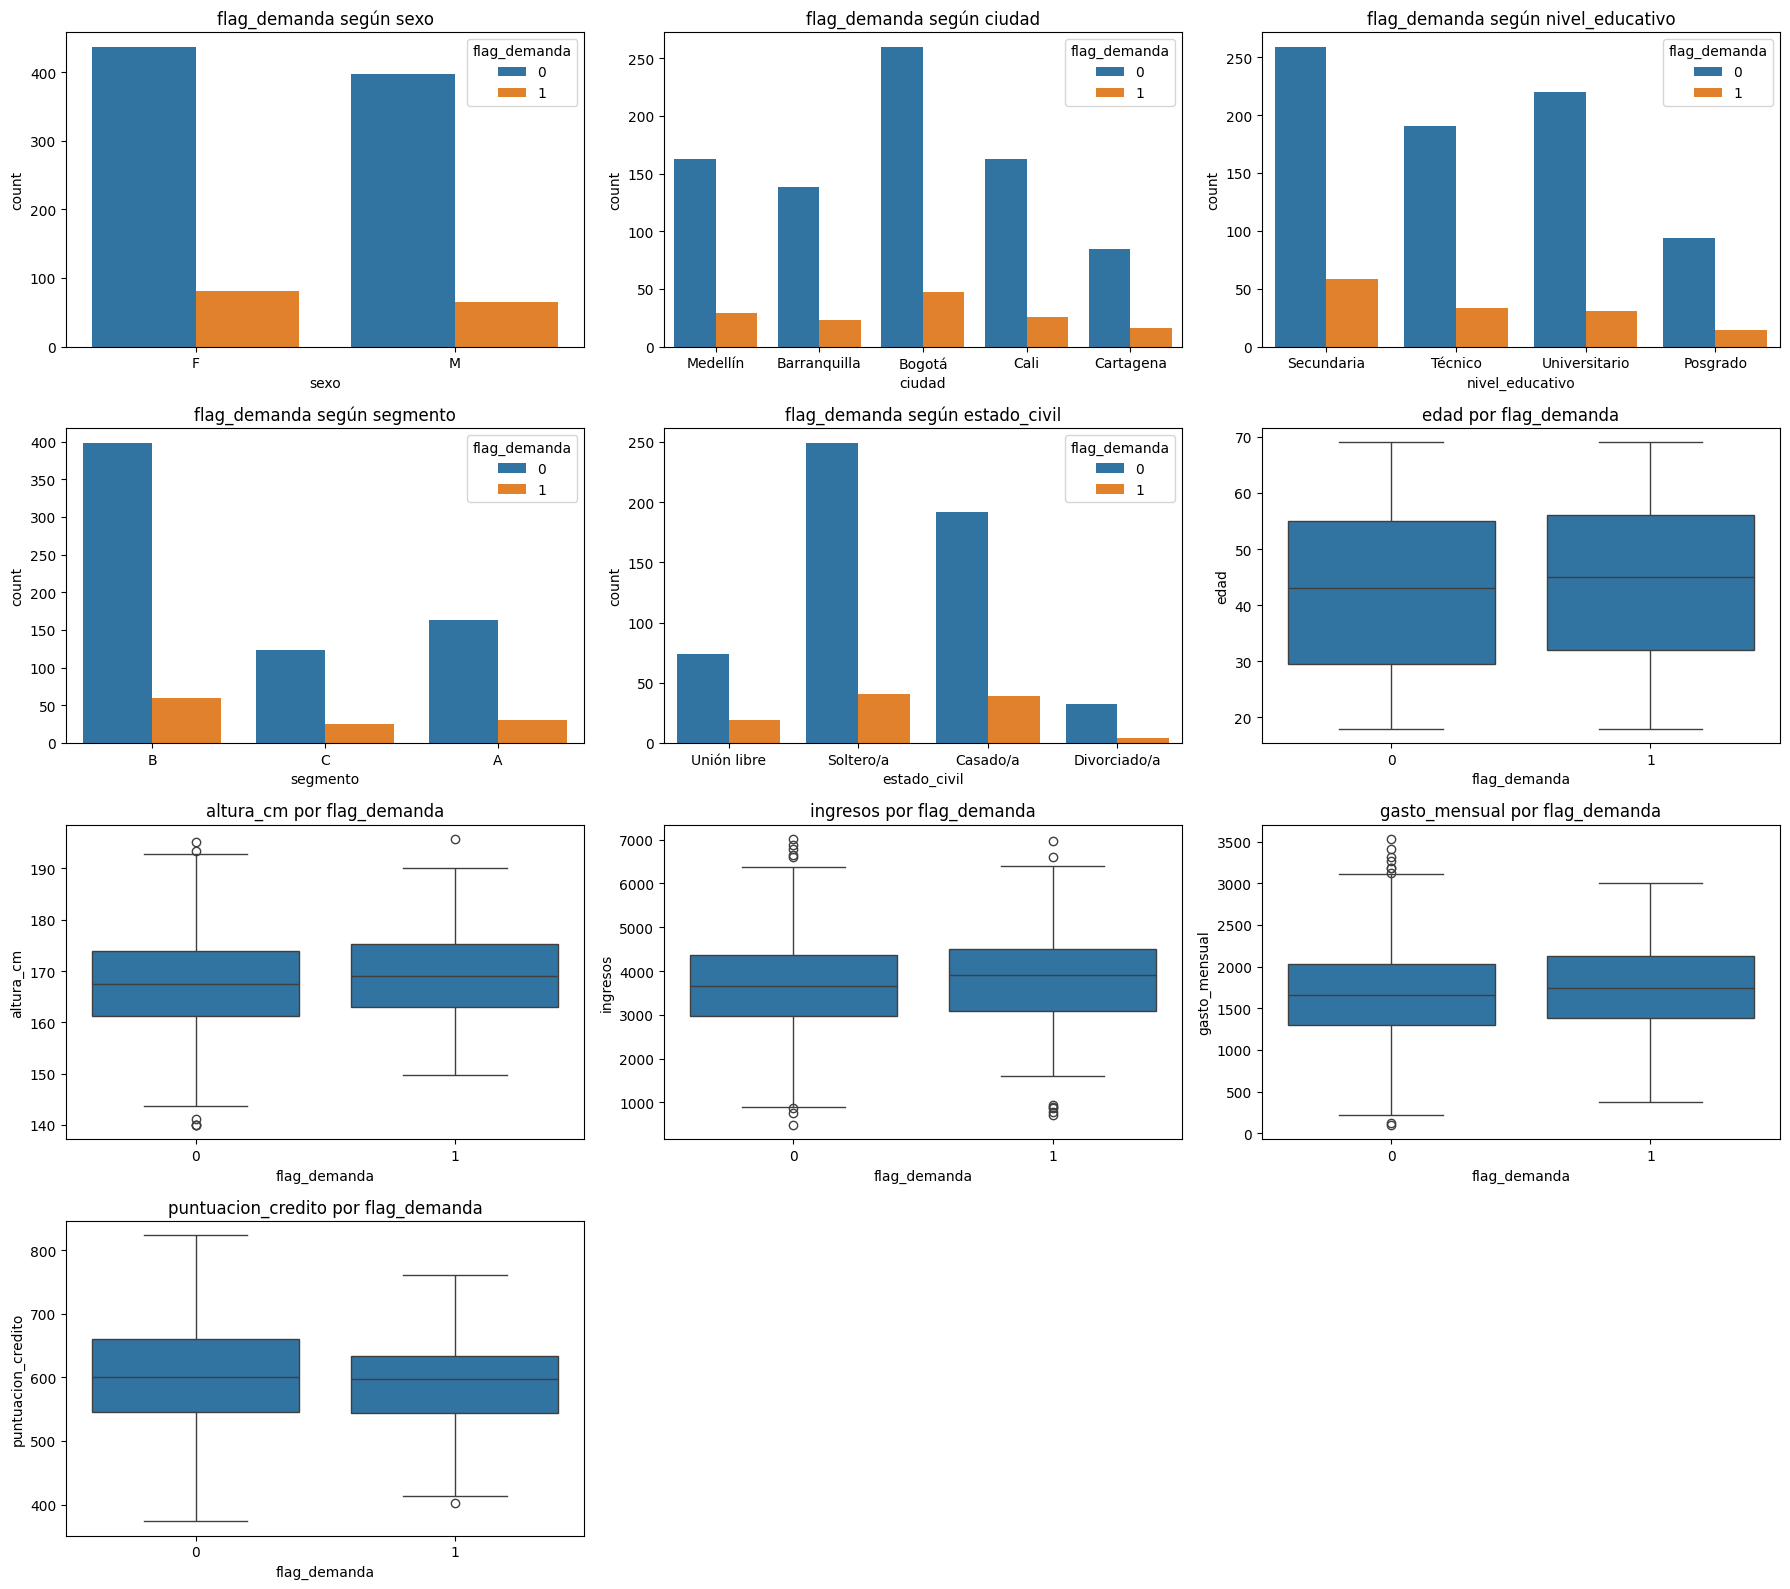 flag_demanda según sexo
flag_demanda
0
1
400
300
200
100
0
count
F
M
sexo
flag_demanda según ciudad
flag_demanda
0
1
250
200
150
100
50
0
count
Medellín
Barranquilla
Bogotá
Cali
Cartagena
ciudad
flag_demanda según nivel_educativo
flag_demanda
0
1
250
200
150
100
50
0
count
Secundaria
Técnico
Universitario
Posgrado
nivel_educativo
flag_demanda según segmento
flag_demanda
0
1
400
350
300
250
200
150
100
50
0
count
B
C
A
segmento
flag_demanda según estado_civil
flag_demanda
0
1
250
200
150
100
50
0
count
Unión libre
Soltero/a
Casado/a
Divorciado/a
estado_civil
edad por flag_demanda
70
60
50
40
30
20
edad
0
1
flag_demanda
altura_cm por flag_demanda
190
180
170
160
150
140
altura_cm
0
1
flag_demanda
ingresos por flag_demanda
7000
6000
5000
4000
3000
2000
1000
ingresos
0
1
flag_demanda
gasto_mensual por flag_demanda
3500
3000
2500
2000
1500
1000
500
0
gasto_mensual
0
1
flag_demanda
puntuacion_credito por flag_demanda
800
700
600
500
400
puntuacion_credito
0
1
flag_demanda